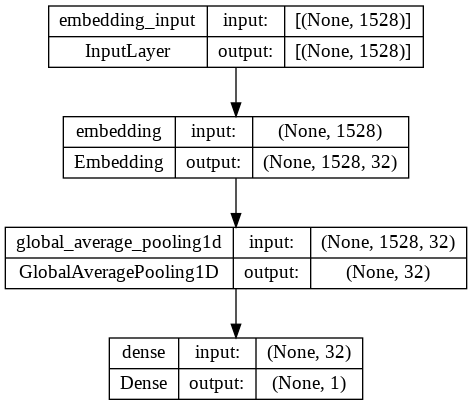 embedding_input input: [(None, 1528)]
InputLayer output: [(None, 1528)]
embedding input: (None, 1528)
Embedding output: (None, 1528, 32)
global_average_pooling1d input: (None, 1528, 32)
GlobalAveragePooling1D output: (None, 32)
dense input: (None, 32)
Dense output: (None, 1)